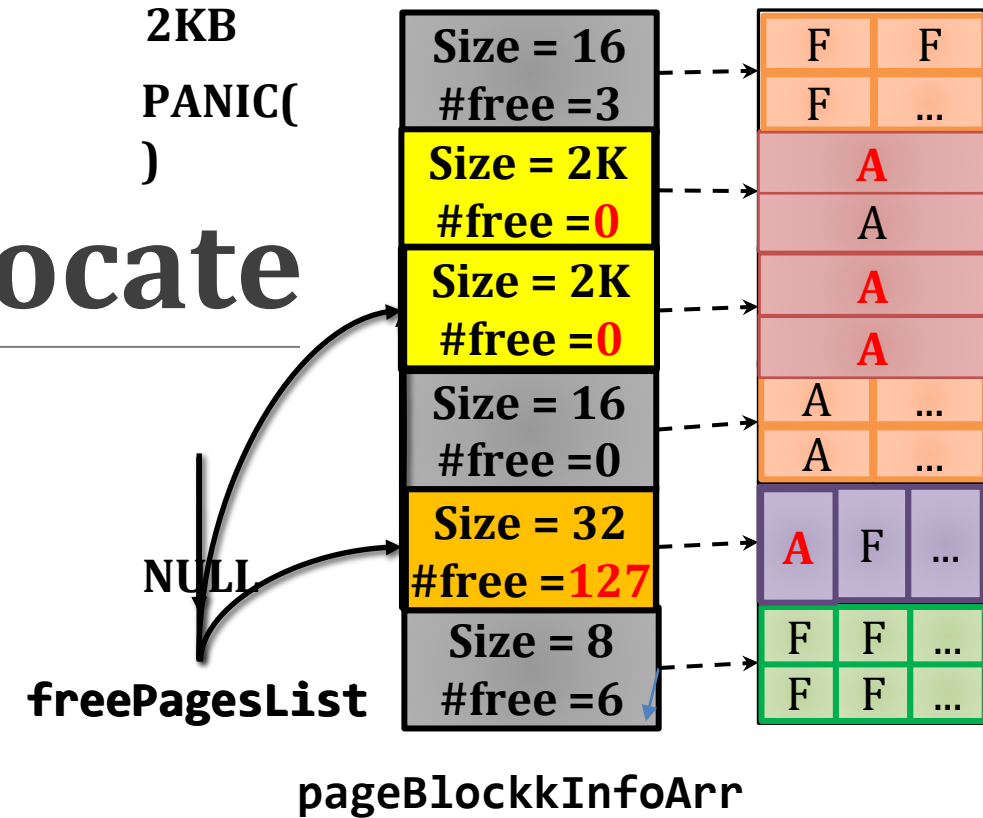 2KB
PANIC(
)
ocate
NULL
freePagesList
Size = 16
#free =3
Size = 2K
#free =0
Size = 2K
#free =0
Size = 16
#free =0
Size = 32
#free =127
Size = 8
#free =6
F F
F ...
A
A
A
A
A ...
A ...
A F ...
F F ...
F F ...
pageBlockkInfoArr